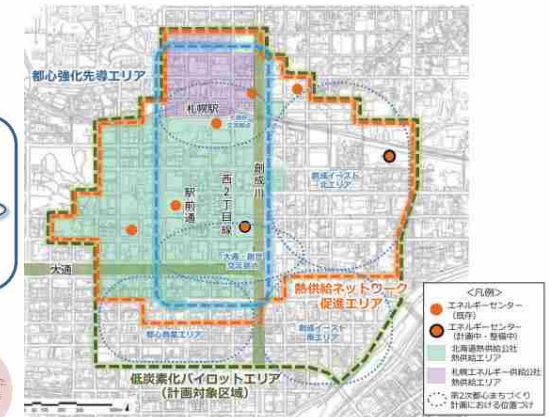 都心強化先導エリア
札幌駅
創成川
西2丁目線
駅前通
大通
創成イースト
北エリア
大通・創世
交流拠点
熱供給ネットワーク
促進エリア
都心商業エリア
創成イースト
南エリア
低炭素化パイロットエリア
(計画対象区域)
<凡例>
エネルギーセンター
(既存)
エネルギーセンター
(計画中・整備中)
北海道熱供給公社
熱供給エリア
札幌エネルギー供給公社
熱供給エリア
第2次都心まちづくり
計画における位置づけ